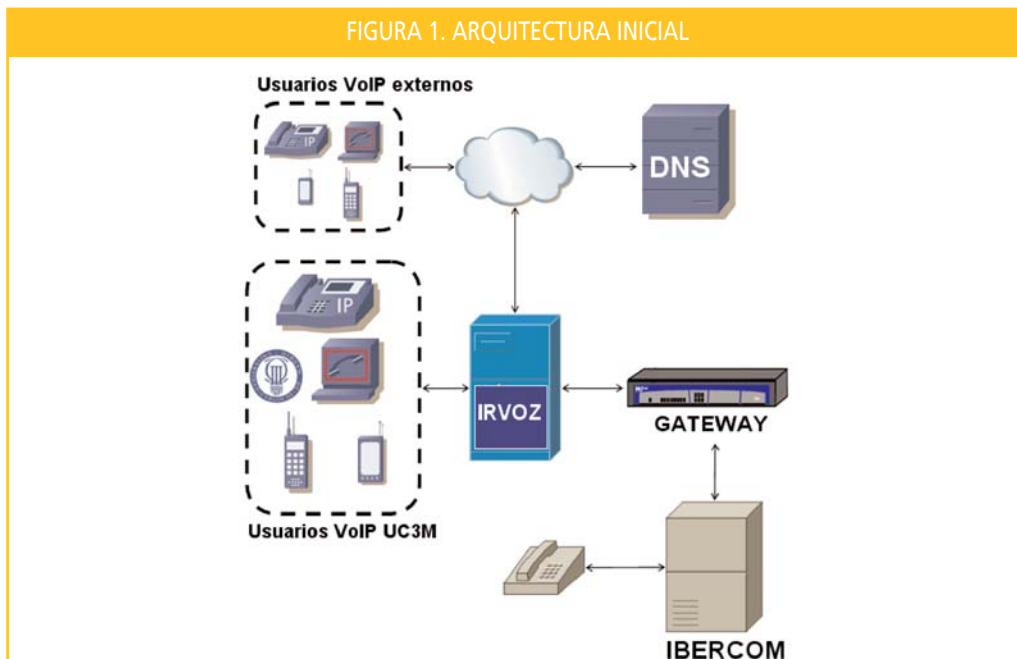 FIGURA 1. ARQUITECTURA INICIAL
Usuarios VoIP externos
IP
DNS
IP
IRVOZ
GATEWAY
Usuarios VoIP UC3M
IBERCOM